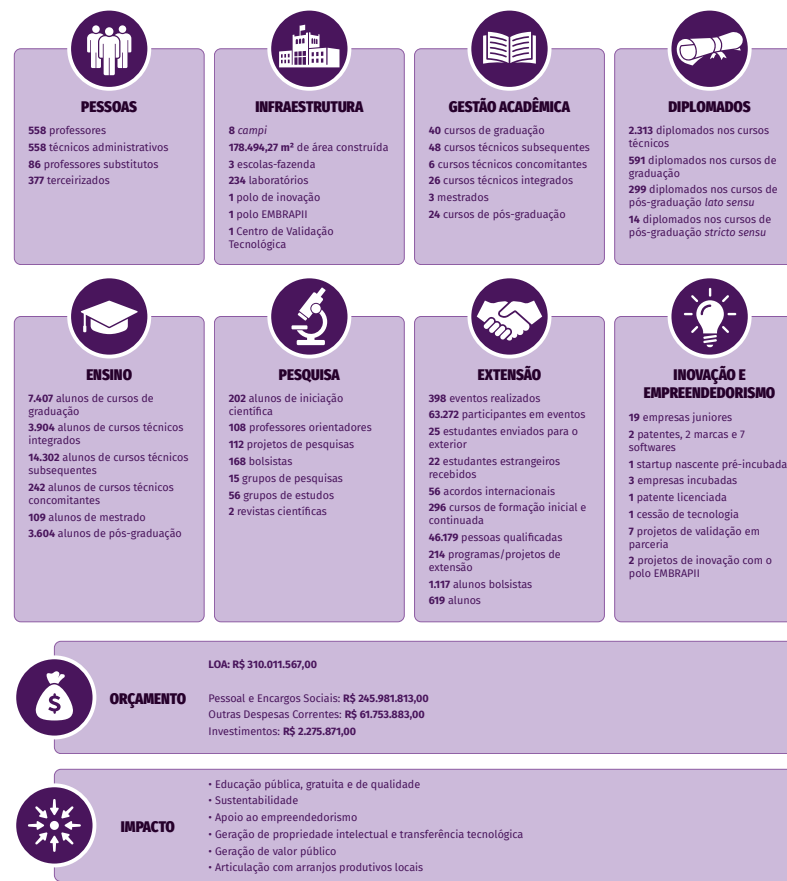 PESSOAS
558 professores
558 técnicos administrativos
86 professores substitutos
377 terceirizados
INFRAESTRUTURA
8 campi
178.494,27 m² de área construída
3 escolas-fazenda
234 laboratórios
1 polo de inovação
1 polo EMBRAPII
1 Centro de Validação
Tecnológica
GESTÃO ACADÊMICA
40 cursos de graduação
48 cursos técnicos subsequentes
6 cursos técnicos concomitantes
26 cursos técnicos integrados
3 mestrados
24 cursos de pós-graduação
DIPLOMADOS
2.313 diplomados nos cursos
técnicos
591 diplomados nos cursos de
graduação
299 diplomados nos cursos de
pós-graduação lato sensu
14 diplomados nos cursos de
pós-graduação stricto sensu
ENSINO
7.407 alunos de cursos de
graduação
3.904 alunos de cursos técnicos
integrados
14.302 alunos de cursos técnicos
subsequentes
242 alunos de cursos técnicos
concomitantes
109 alunos de mestrado
3.604 alunos de pós-graduação
PESQUISA
202 alunos de iniciação
científica
108 professores orientadores
112 projetos de pesquisas
168 bolsistas
15 grupos de pesquisas
56 grupos de estudos
2 revistas científicas
EXTENSÃO
398 eventos realizados
63.272 participantes em eventos
25 estudantes enviados para o
exterior
22 estudantes estrangeiros
recebidos
56 acordos internacionais
296 cursos de formação inicial e
continuada
46.179 pessoas qualificadas
214 programas/projetos de
extensão
1.117 alunos bolsistas
619 alunos
INOVAÇÃO E
EMPREENDEDORISMO
19 empresas juniores
2 patentes, 2 marcas e 7
softwares
1 startup nascente pré-incubada
3 empresas incubadas
1 patente licenciada
1 cessão de tecnologia
7 projetos de validação em
parceria
2 projetos de inovação com o
polo EMBRAPII
ORÇAMENTO
LOA: R$ 310.011.567,00
Pessoal e Encargos Sociais: R$ 245.981.813,00
Outras Despesas Correntes: R$ 61.753.883,00
Investimentos: R$ 2.275.871,00
IMPACTO
• Educação pública, gratuita e de qualidade
• Sustentabilidade
• Apoio ao empreendedorismo
• Geração de propriedade intelectual e transferência tecnológica
• Geração de valor público
• Articulação com arranjos produtivos locais